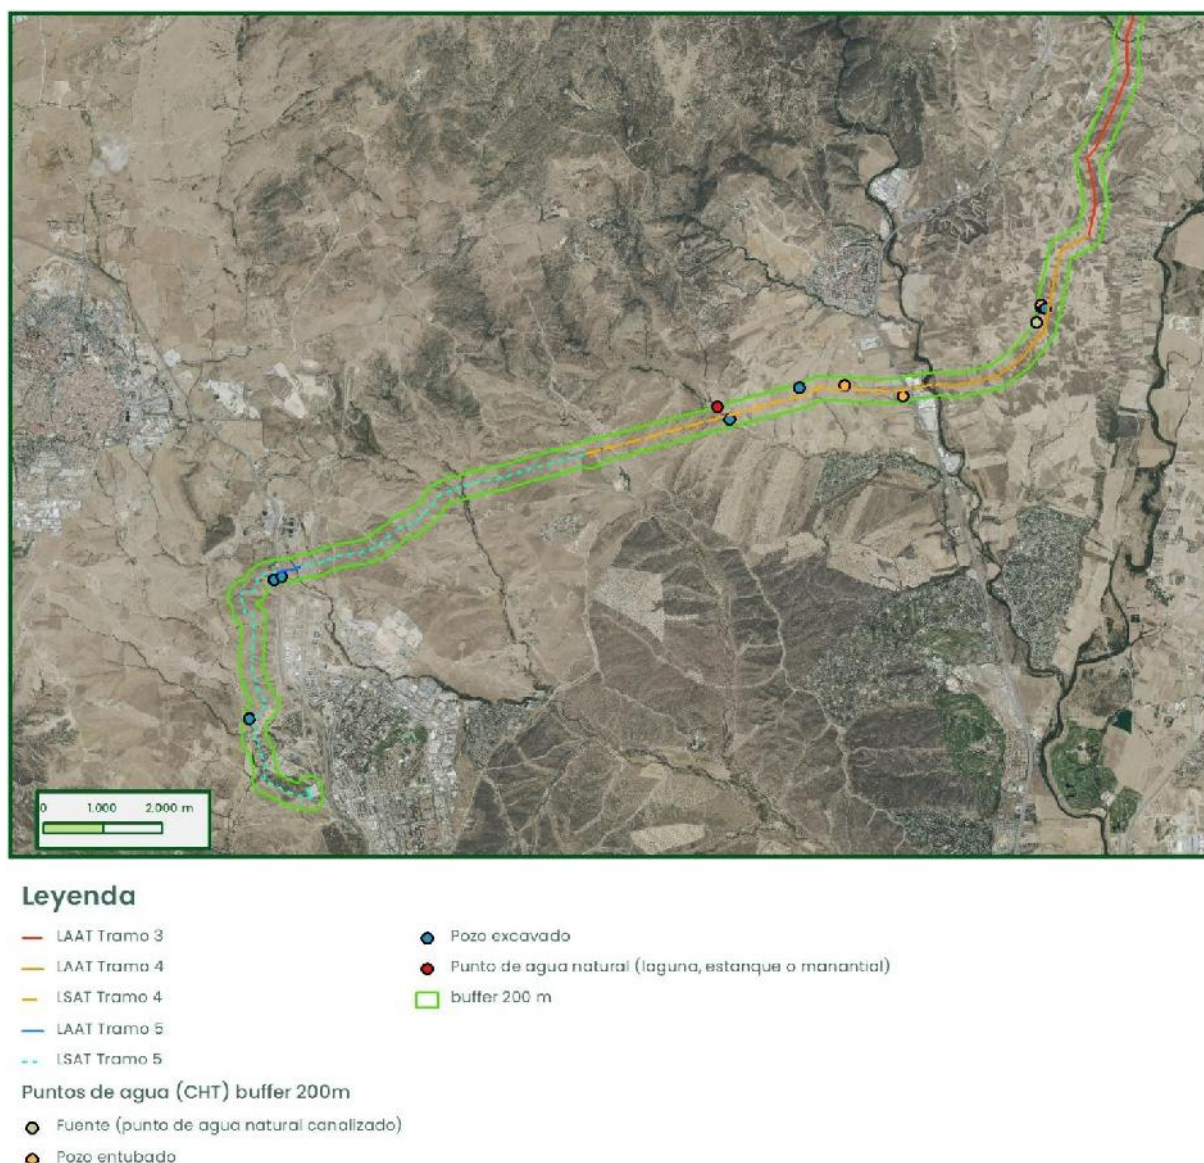 0 1.000 2.000 m
Leyenda
LAAT Tramo 3
LAAT Tramo 4
LSAT Tramo 4
LAAT Tramo 5
LSAT Tramo 5
Puntos de agua (CHT) buffer 200m
Fuente (punto de agua natural canalizado)
Pozo entubado
Pozo excavado
Punto de agua natural (laguna, estanque o manantial)
buffer 200 m